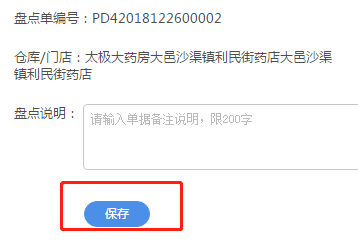 盘点单编号：PD42018122600002
仓库/门店：太极大药房大邑沙渠镇利民街药店大邑沙渠
镇利民街药店
盘点说明：
请输入单据备注说明，限200字
保存